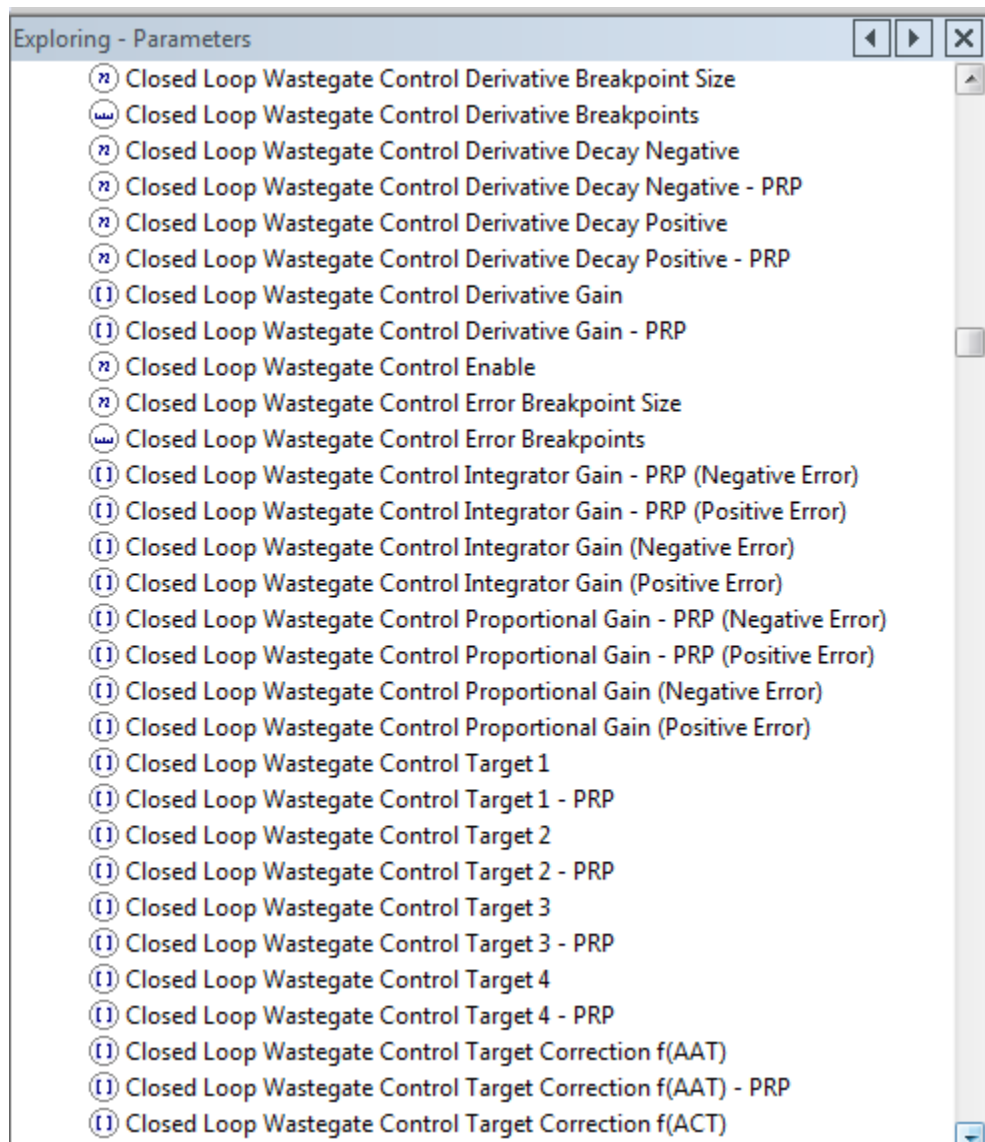 Exploring - Parameters
Closed Loop Wastegate Control Derivative Breakpoint Size
Closed Loop Wastegate Control Derivative Breakpoints
Closed Loop Wastegate Control Derivative Decay Negative
Closed Loop Wastegate Control Derivative Decay Negative - PRP
Closed Loop Wastegate Control Derivative Decay Positive
Closed Loop Wastegate Control Derivative Decay Positive - PRP
Closed Loop Wastegate Control Derivative Gain
Closed Loop Wastegate Control Derivative Gain - PRP
Closed Loop Wastegate Control Enable
Closed Loop Wastegate Control Error Breakpoint Size
Closed Loop Wastegate Control Error Breakpoints
Closed Loop Wastegate Control Integrator Gain - PRP (Negative Error)
Closed Loop Wastegate Control Integrator Gain - PRP (Positive Error)
Closed Loop Wastegate Control Integrator Gain (Negative Error)
Closed Loop Wastegate Control Integrator Gain (Positive Error)
Closed Loop Wastegate Control Proportional Gain - PRP (Negative Error)
Closed Loop Wastegate Control Proportional Gain - PRP (Positive Error)
Closed Loop Wastegate Control Proportional Gain (Negative Error)
Closed Loop Wastegate Control Proportional Gain (Positive Error)
Closed Loop Wastegate Control Target 1
Closed Loop Wastegate Control Target 1 - PRP
Closed Loop Wastegate Control Target 2
Closed Loop Wastegate Control Target 2 - PRP
Closed Loop Wastegate Control Target 3
Closed Loop Wastegate Control Target 3 - PRP
Closed Loop Wastegate Control Target 4
Closed Loop Wastegate Control Target 4 - PRP
Closed Loop Wastegate Control Target Correction f(AAT)
Closed Loop Wastegate Control Target Correction f(AAT) - PRP
Closed Loop Wastegate Control Target Correction f(ACT)